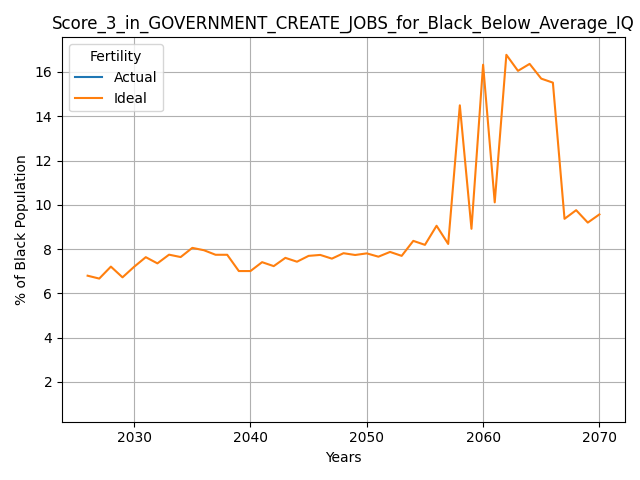 Score_3_in_GOVERNMENT_CREATE_JOBS_for_Black_Below_Average_IQ
Fertility
Actual
Ideal
% of Black Population
16
14
12
10
8
6
4
2
2030 2040 2050 2060 2070
Years